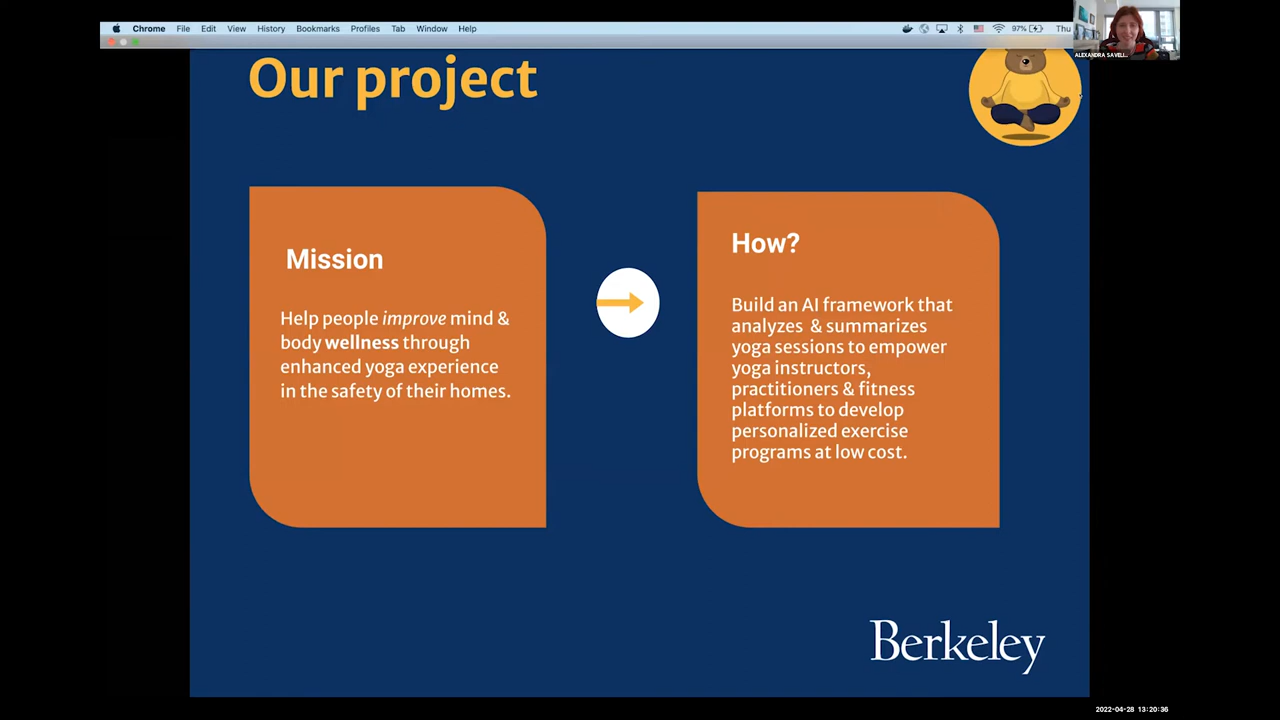 Chrome File Edit View History Bookmarks Profiles Tab Window Help 97% Thu
ALEXANDRA SAVELI...
Our project
Mission
Help people improve mind &
body wellness through
enhanced yoga experience
in the safety of their homes.
How?
Build an AI framework that
analyzes & summarizes
yoga sessions to empower
yoga instructors,
practitioners & fitness
platforms to develop
personalized exercise
programs at low cost.
Berkeley
2022-04-28 13:20:36